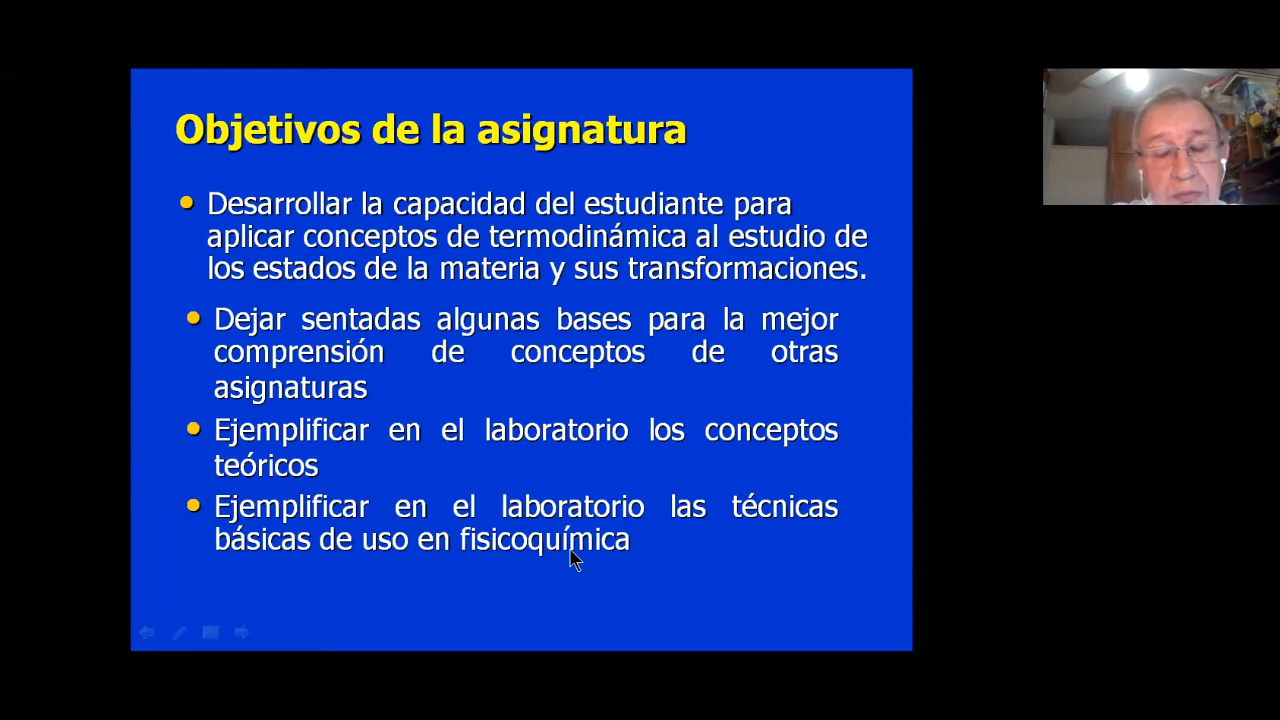 Objetivos de la asignatura
Desarrollar la capacidad del estudiante para
aplicar conceptos de termodinámica al estudio de
los estados de la materia y sus transformaciones.
Dejar sentadas algunas bases para la mejor
comprensión de conceptos de otras
asignaturas
Ejemplificar en el laboratorio los conceptos
teóricos
Ejemplificar en el laboratorio las técnicas
básicas de uso en fisicoquímica